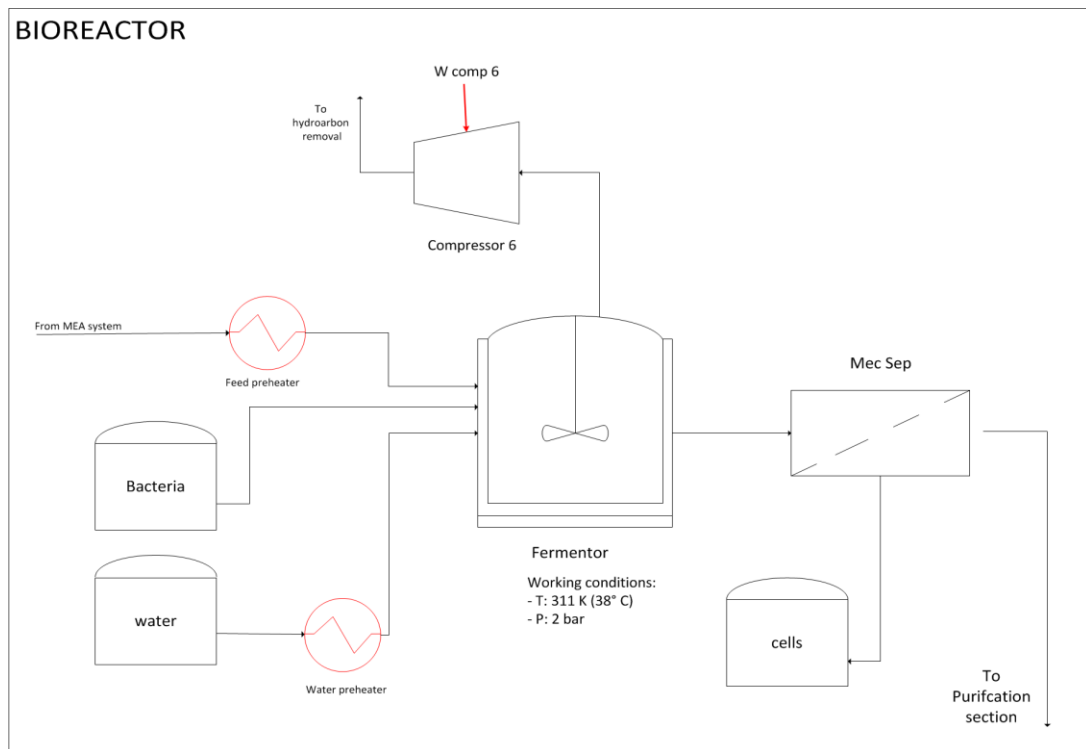 BIOREACTOR
W comp 6
To
hydroarbon
removal
Compressor 6
From MEA system
Feed preheater
Mec Sep
Bacteria
Fermentor
Working conditions:
- T: 311 K (38° C)
- P: 2 bar
water
cells
Water preheater
To
Purifcation
section